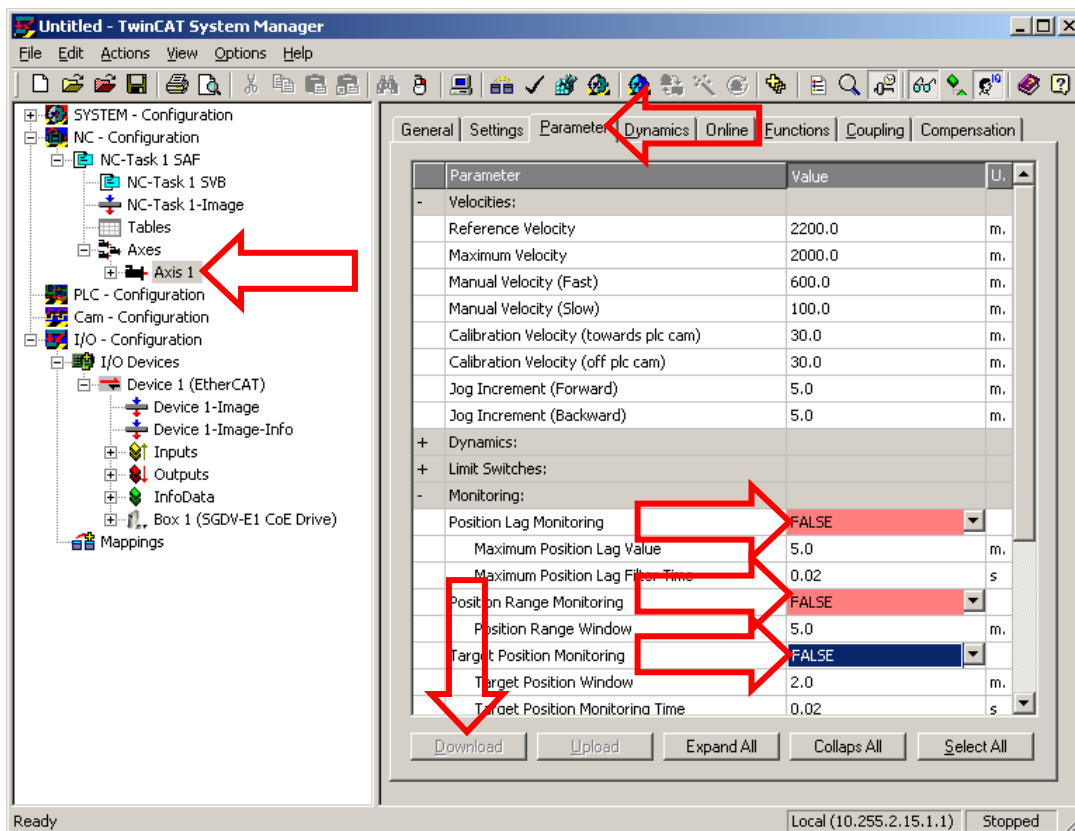 Untitled - TwinCAT System Manager
File Edit Actions View Options Help
SYSTEM - Configuration
NC - Configuration
NC-Task 1 SAF
NC-Task 1 SVB
NC-Task 1-Image
Tables
Axes
Axis 1
PLC - Configuration
Cam - Configuration
I/O - Configuration
I/O Devices
Device 1 (EtherCAT)
Device 1-Image
Device 1-Image-Info
Inputs
Outputs
InfoData
Box 1 (SGDV-E1 CoE Drive)
Mappings
General Settings Parameter Dynamics Online Functions Coupling Compensation
Parameter Value U.
- Velocities:
Reference Velocity 2200.0 m.
Maximum Velocity 2000.0 m.
Manual Velocity (Fast) 600.0 m.
Manual Velocity (Slow) 100.0 m.
Calibration Velocity (towards plc cam) 30.0 m.
Calibration Velocity (off plc cam) 30.0 m.
Jog Increment (Forward) 5.0 m.
Jog Increment (Backward) 5.0 m.
+ Dynamics:
+ Limit Switches:
- Monitoring:
Position Lag Monitoring FALSE
Maximum Position Lag Value 5.0 m.
Maximum Position Lag Filter Time 0.02 s
Position Range Monitoring FALSE
Position Range Window 5.0 m.
Target Position Monitoring FALSE
Target Position Window 2.0 m.
Target Position Monitoring Time 0.02 s
Download Upload Expand All Collaps All Select All
Ready Local (10.255.2.15.1.1) Stopped